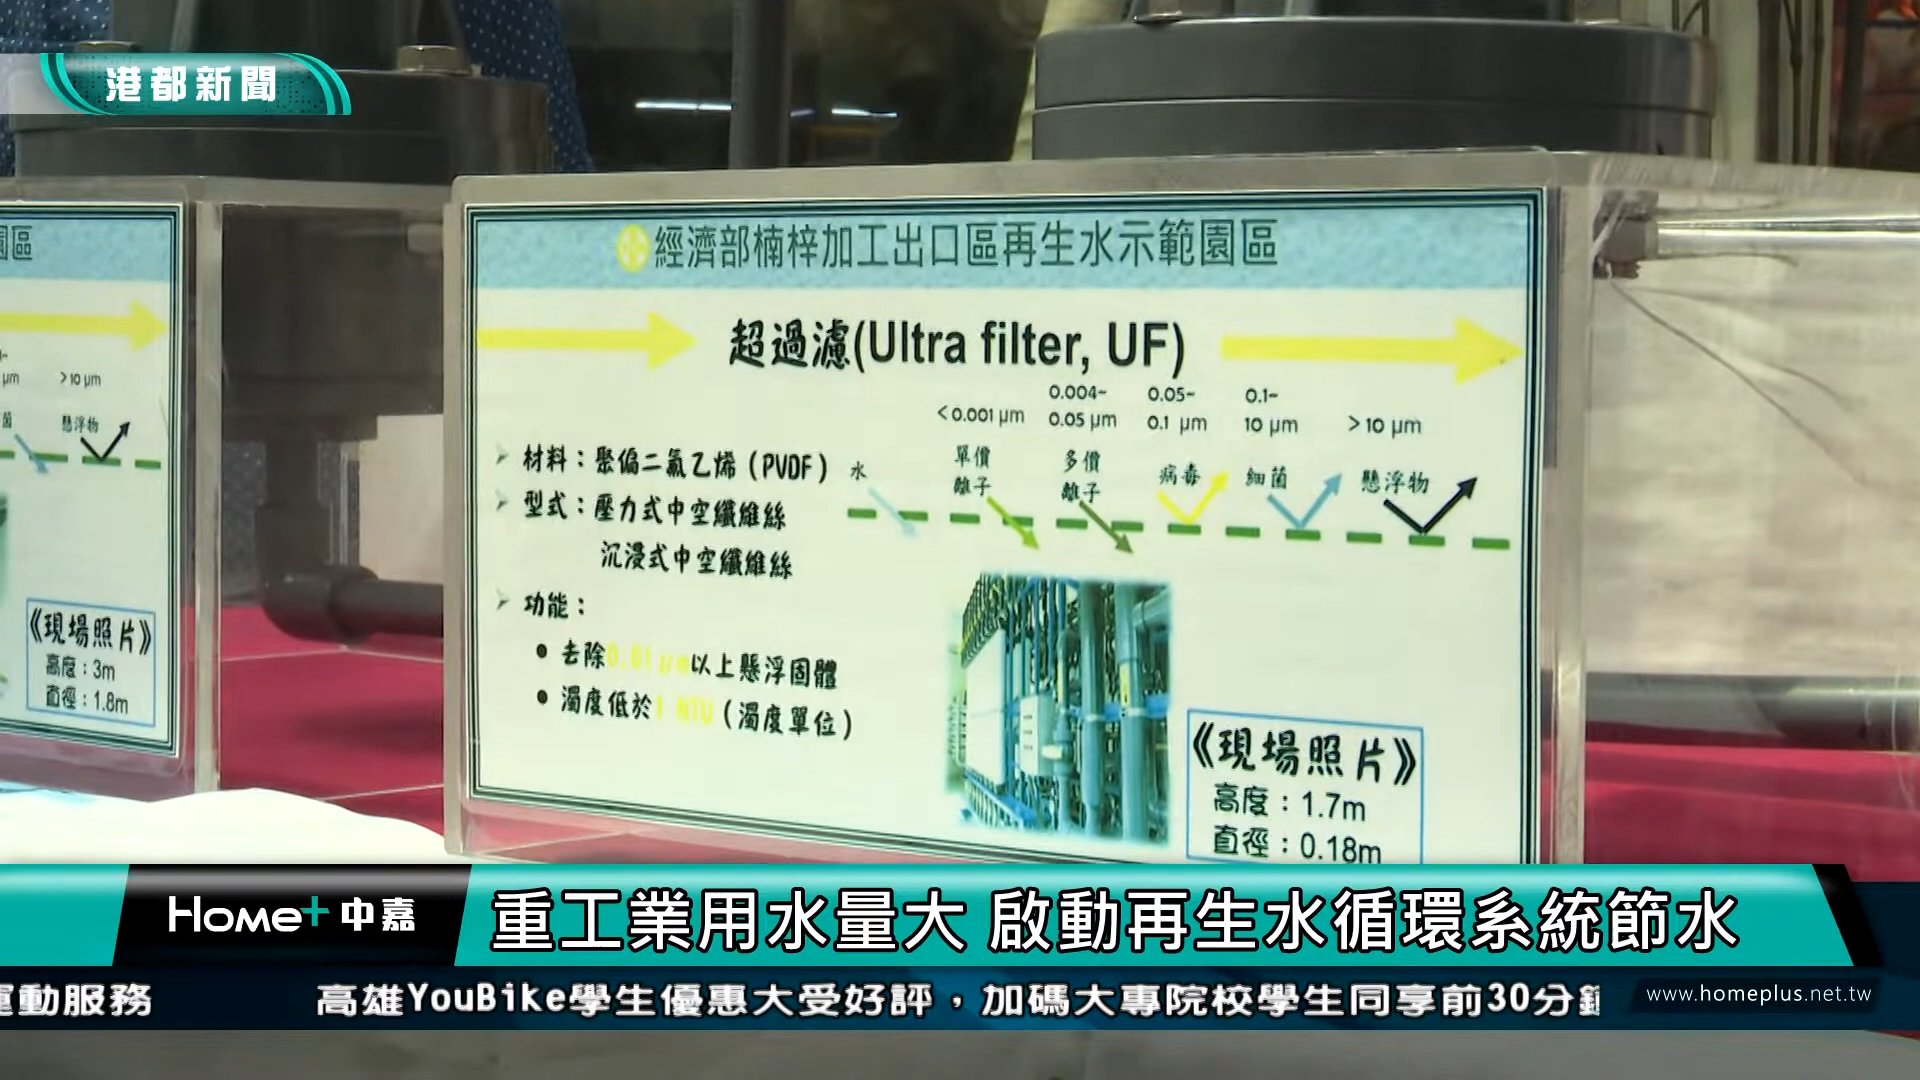 港都新聞
園區
經濟部楠梓加工出口區再生水示範園區
超過濾(Ultra filter, UF)
μm >10 μm
菌 懸浮物
<0.001 μm 0.004~0.05 μm 0.05~0.1 μm 0.1~10 μm >10 μm
水 單價離子 多價離子 病毒 細菌 懸浮物
材料：聚偏二氟乙烯（PVDF）
型式：壓力式中空纖維絲
沉浸式中空纖維絲
功能：
去除0.01 μm以上懸浮固體
濁度低於1 NTU（濁度單位）
《現場照片》
高度：3m
直徑：1.8m
《現場照片》
高度：1.7m
直徑：0.18m
Home+中嘉
重工業用水量大 啟動再生水循環系統節水
運動服務 高雄YouBike學生優惠大受好評，加碼大專院校學生同享前30分
www.homeplus.net.tw